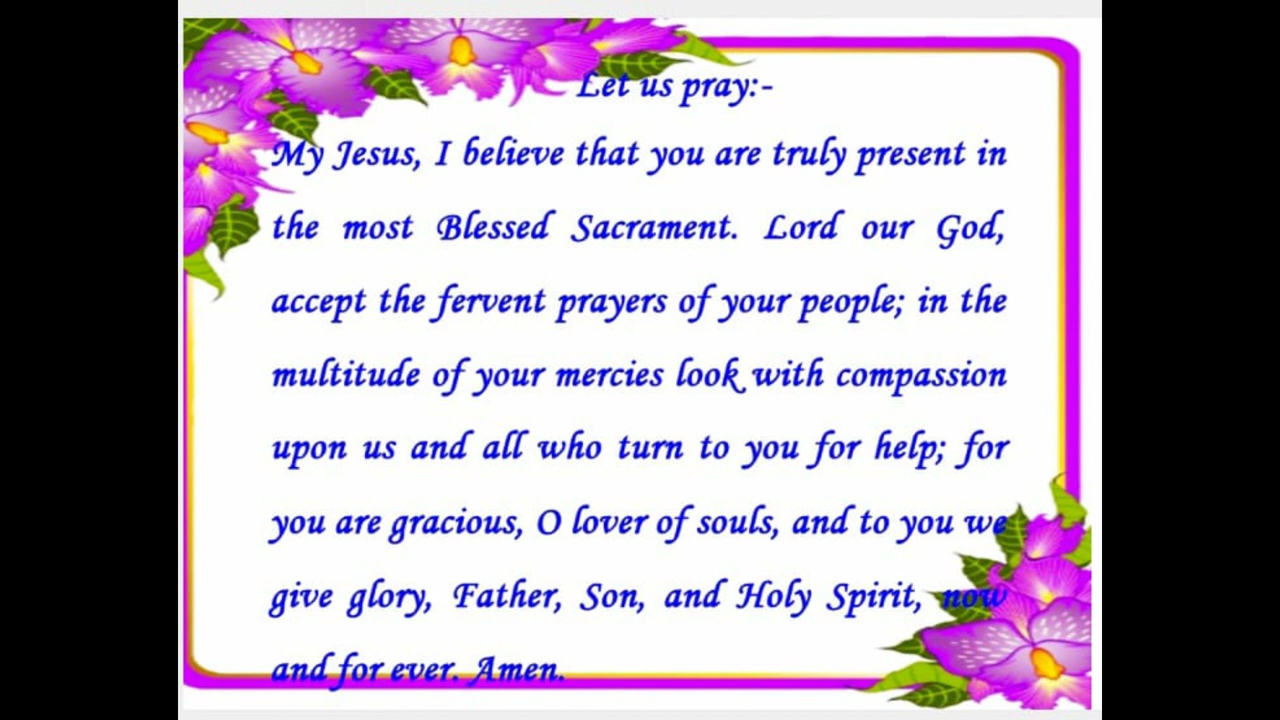 Let us pray:-
My Jesus, I believe that you are truly present in
the most Blessed Sacrament. Lord our God,
accept the fervent prayers of your people; in the
multitude of your mercies look with compassion
upon us and all who turn to you for help; for
you are gracious, O lover of souls, and to you we
give glory, Father, Son, and Holy Spirit, now
and for ever. Amen.